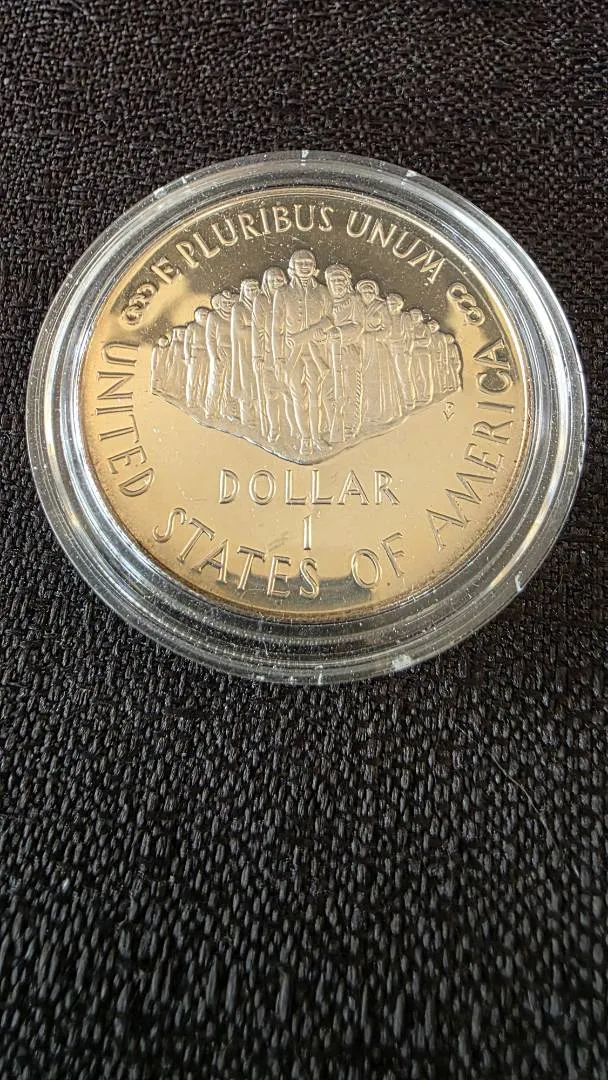 E PLURIBUS UNUM
DOLLAR
1
UNITED STATES OF AMERICA